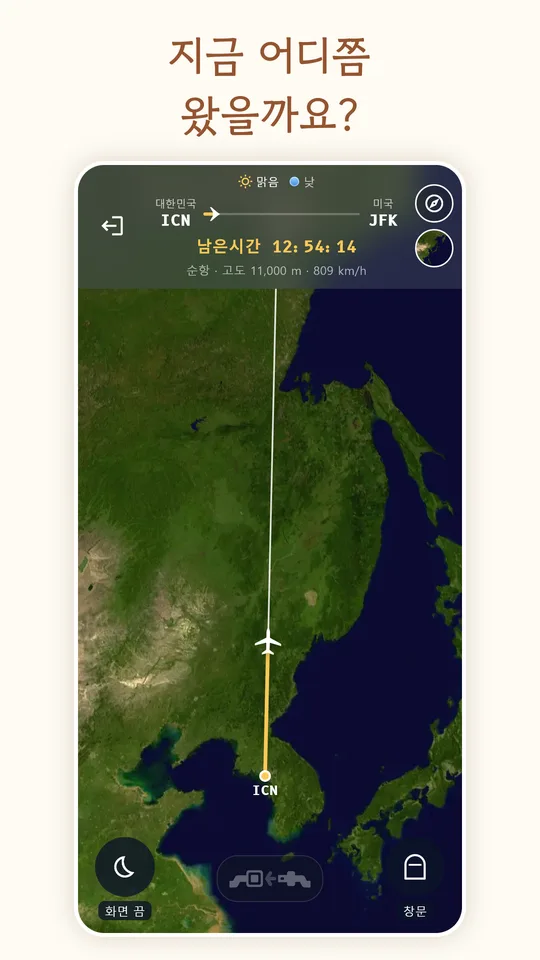 지금 어디쯤
왔을까요?
맑음 낮
대한민국 미국
ICN JFK
남은시간 12:54:14
순항 · 고도 11,000 m · 809 km/h
ICN
화면 끔 창문